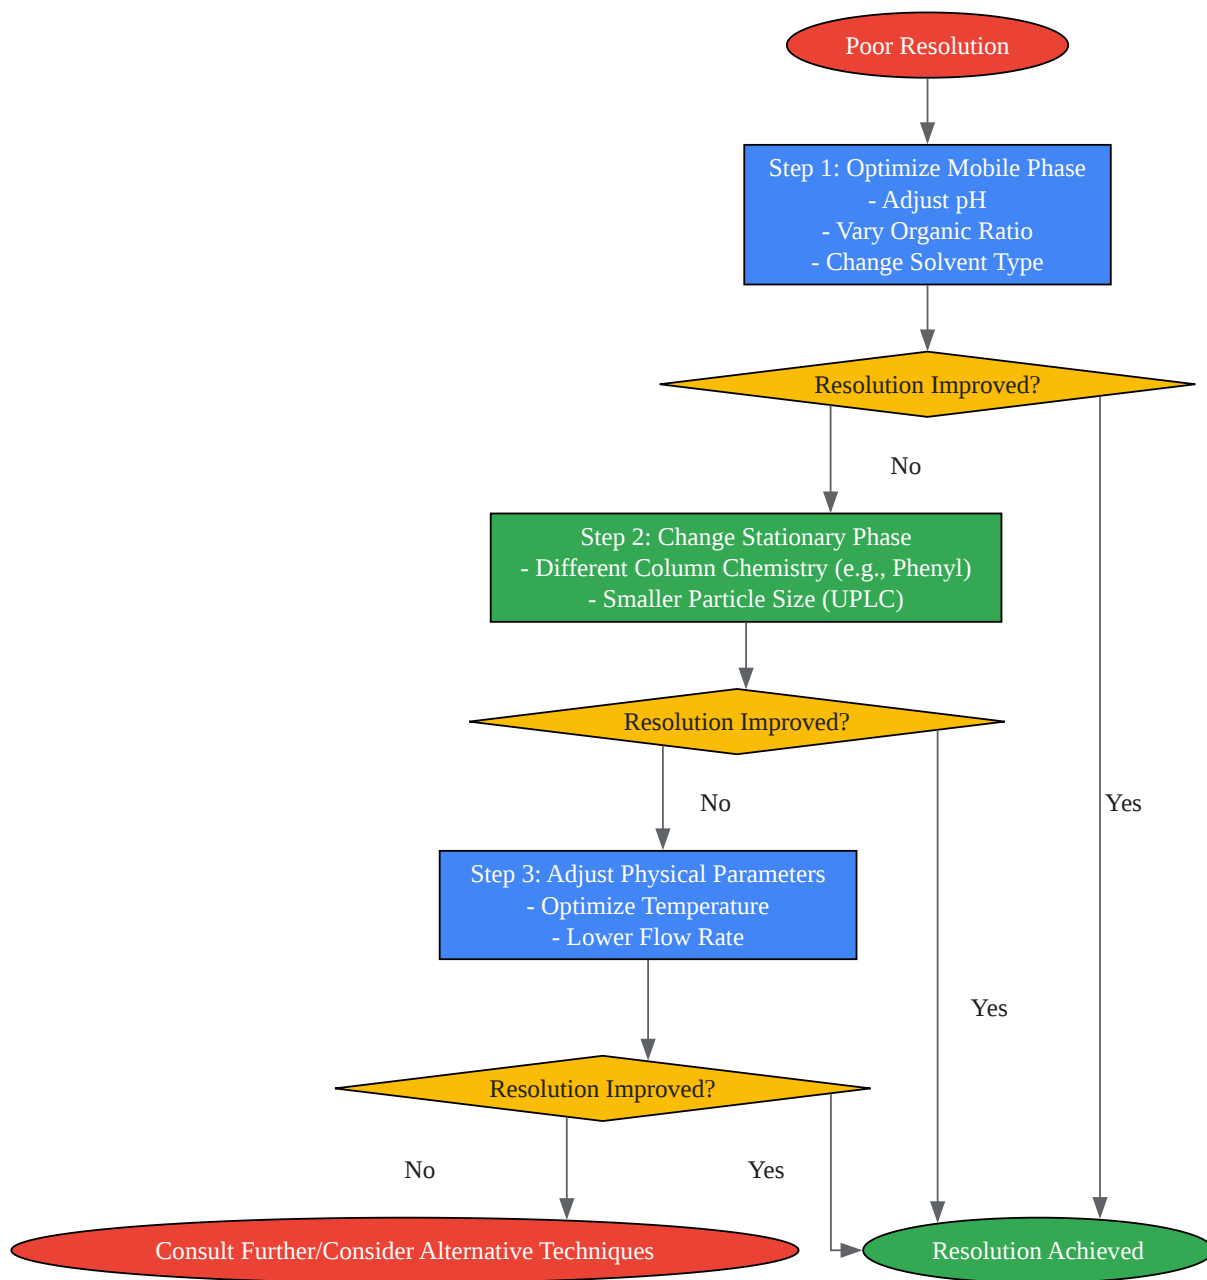 Poor Resolution
Step 1: Optimize Mobile Phase
- Adjust pH
- Vary Organic Ratio
- Change Solvent Type
Resolution Improved?
No
Step 2: Change Stationary Phase
- Different Column Chemistry (e.g., Phenyl)
- Smaller Particle Size (UPLC)
Resolution Improved?
No
Yes
Step 3: Adjust Physical Parameters
- Optimize Temperature
- Lower Flow Rate
Yes
Resolution Improved?
No
Yes
Consult Further/Consider Alternative Techniques
Resolution Achieved